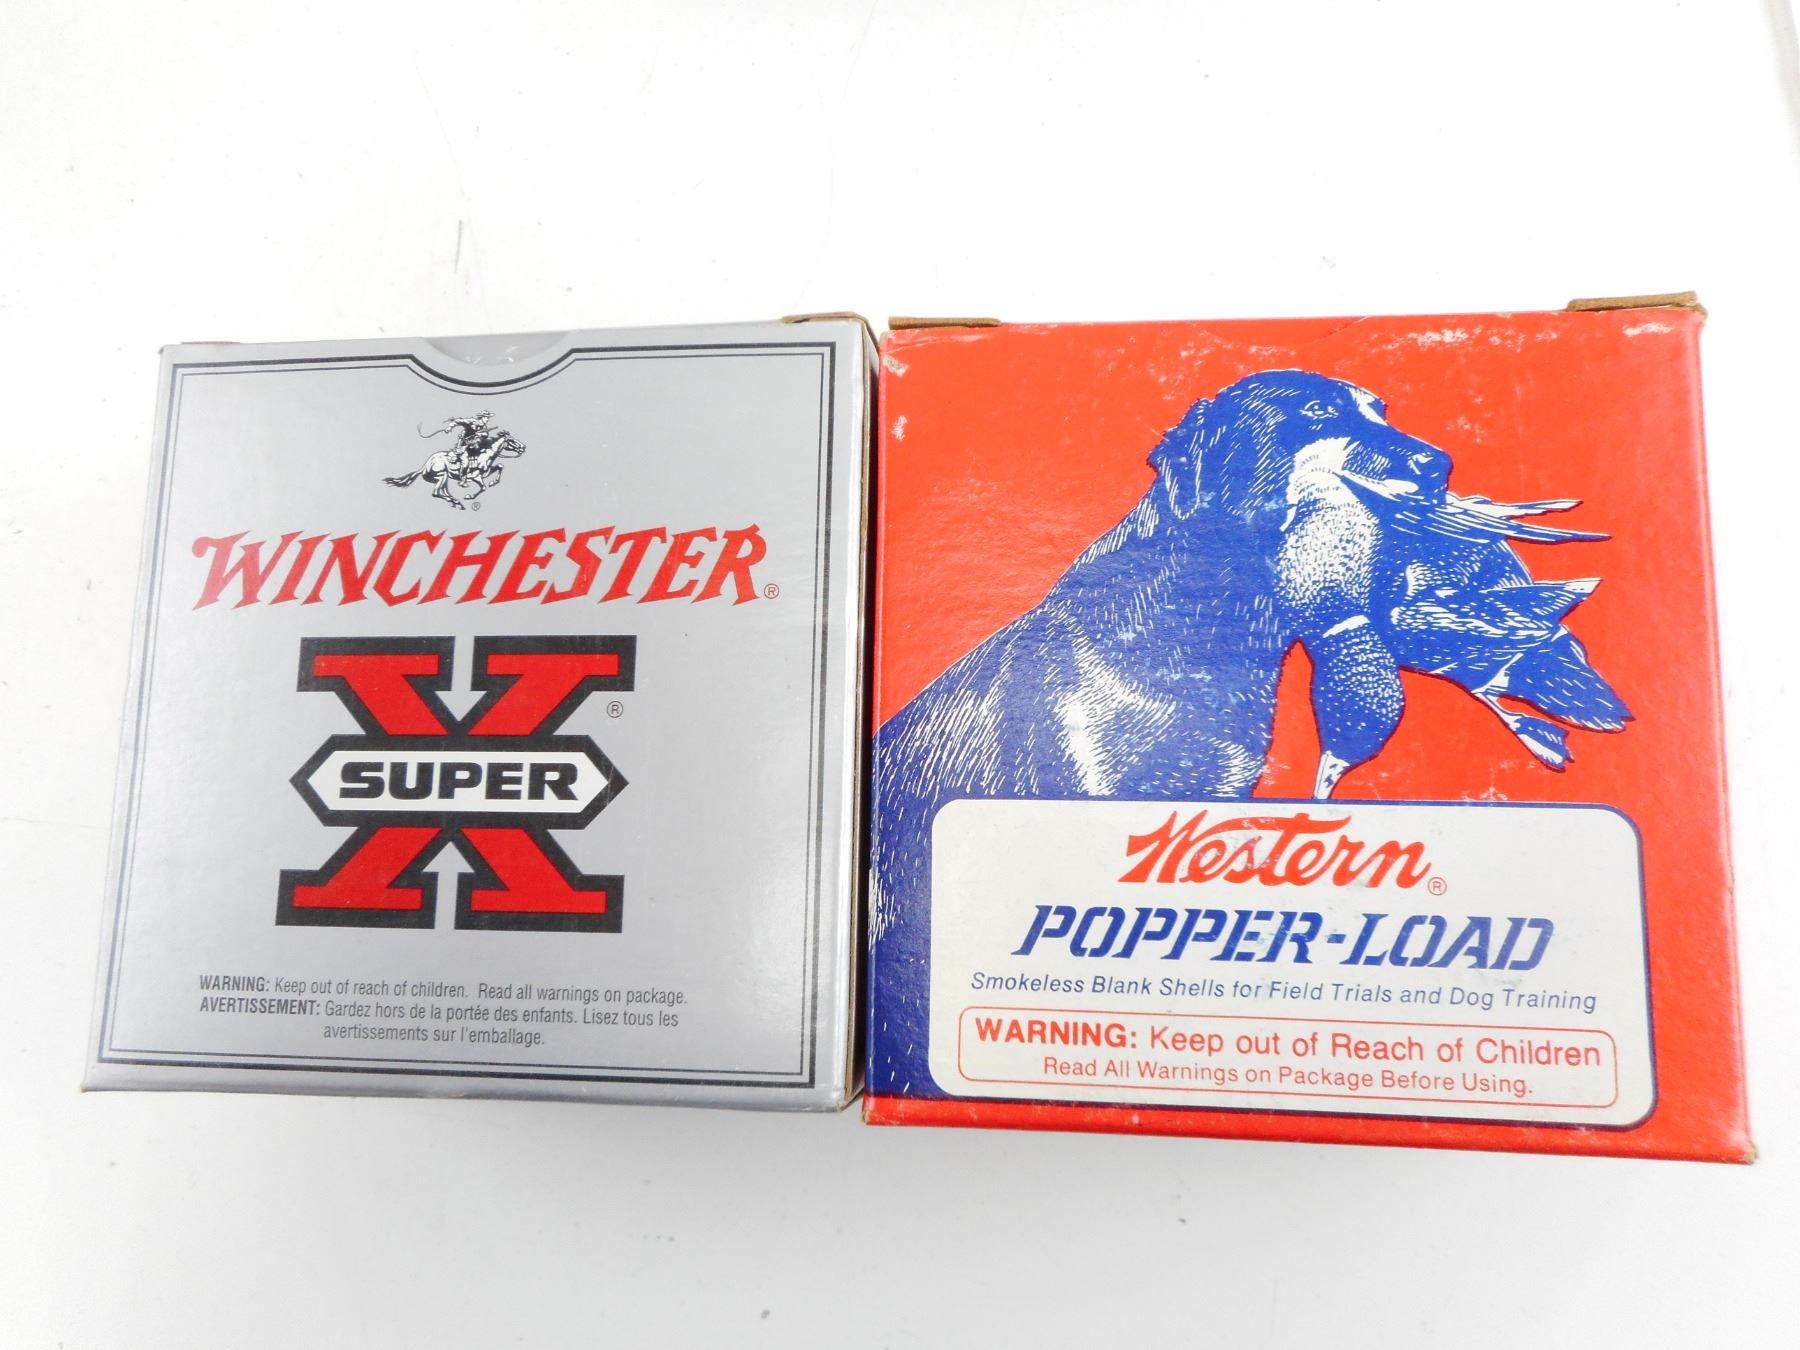 ®
WINCHESTER®
X®
SUPER
WARNING: Keep out of reach of children. Read all warnings on package.
AVERTISSEMENT: Gardez hors de la portée des enfants. Lisez tous les
avertissements sur l'emballage.
Western®
POPPER-LOAD
Smokeless Blank Shells for Field Trials and Dog Training
WARNING: Keep out of Reach of Children
Read All Warnings on Package Before Using.